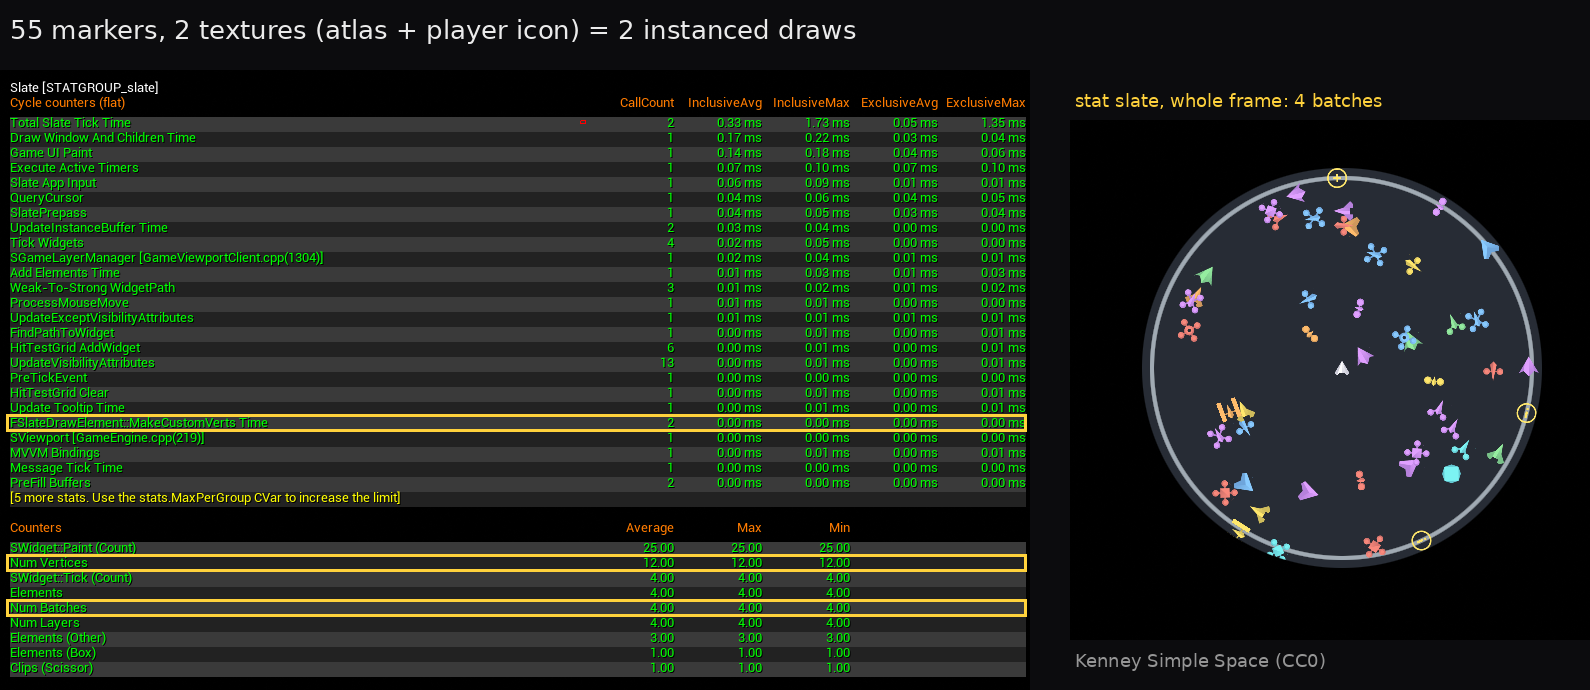 55 markers, 2 textures (atlas + player icon) = 2 instanced draws
Slate [STATGROUP_slate]
Cycle counters (flat) CallCount InclusiveAvg InclusiveMax ExclusiveAvg ExclusiveMax
Total Slate Tick Time 2 0.33 ms 1.73 ms 0.05 ms 1.35 ms
Draw Window And Children Time 1 0.17 ms 0.22 ms 0.03 ms 0.04 ms
Game UI Paint 1 0.14 ms 0.18 ms 0.04 ms 0.06 ms
Execute Active Timers 1 0.07 ms 0.10 ms 0.07 ms 0.10 ms
Slate App Input 1 0.06 ms 0.09 ms 0.01 ms 0.01 ms
QueryCursor 1 0.04 ms 0.06 ms 0.04 ms 0.05 ms
SlatePrepass 1 0.04 ms 0.05 ms 0.03 ms 0.04 ms
UpdateInstanceBuffer Time 2 0.03 ms 0.04 ms 0.00 ms 0.00 ms
Tick Widgets 4 0.02 ms 0.05 ms 0.00 ms 0.00 ms
SGameLayerManager [GameViewportClient.cpp(1304)] 1 0.02 ms 0.04 ms 0.01 ms 0.01 ms
Add Elements Time 1 0.01 ms 0.03 ms 0.01 ms 0.03 ms
Weak-To-Strong WidgetPath 3 0.01 ms 0.02 ms 0.01 ms 0.02 ms
ProcessMouseMove 1 0.01 ms 0.01 ms 0.00 ms 0.00 ms
UpdateExceptVisibilityAttributes 1 0.01 ms 0.01 ms 0.01 ms 0.01 ms
FindPathToWidget 1 0.00 ms 0.01 ms 0.00 ms 0.01 ms
HitTestGrid AddWidget 6 0.00 ms 0.01 ms 0.00 ms 0.01 ms
UpdateVisibilityAttributes 13 0.00 ms 0.01 ms 0.00 ms 0.01 ms
PreTickEvent 1 0.00 ms 0.00 ms 0.00 ms 0.00 ms
HitTestGrid Clear 1 0.00 ms 0.01 ms 0.00 ms 0.01 ms
Update Tooltip Time 1 0.00 ms 0.01 ms 0.00 ms 0.01 ms
FSlateDrawElement::MakeCustomVerts Time 2 0.00 ms 0.00 ms 0.00 ms 0.00 ms
SViewport [GameEngine.cpp(219)] 1 0.00 ms 0.00 ms 0.00 ms 0.00 ms
MVVM Bindings 1 0.00 ms 0.01 ms 0.00 ms 0.01 ms
Message Tick Time 1 0.00 ms 0.00 ms 0.00 ms 0.00 ms
PreFill Buffers 2 0.00 ms 0.00 ms 0.00 ms 0.00 ms
[5 more stats. Use the stats.MaxPerGroup CVar to increase the limit]
Counters Average Max Min
SWidget::Paint (Count) 25.00 25.00 25.00
Num Vertices 12.00 12.00 12.00
SWidget::Tick (Count) 4.00 4.00 4.00
Elements 4.00 4.00 4.00
Num Batches 4.00 4.00 4.00
Num Layers 4.00 4.00 4.00
Elements (Other) 3.00 3.00 3.00
Elements (Box) 1.00 1.00 1.00
Clips (Scissor) 1.00 1.00 1.00
stat slate, whole frame: 4 batches
Kenney Simple Space (CC0)